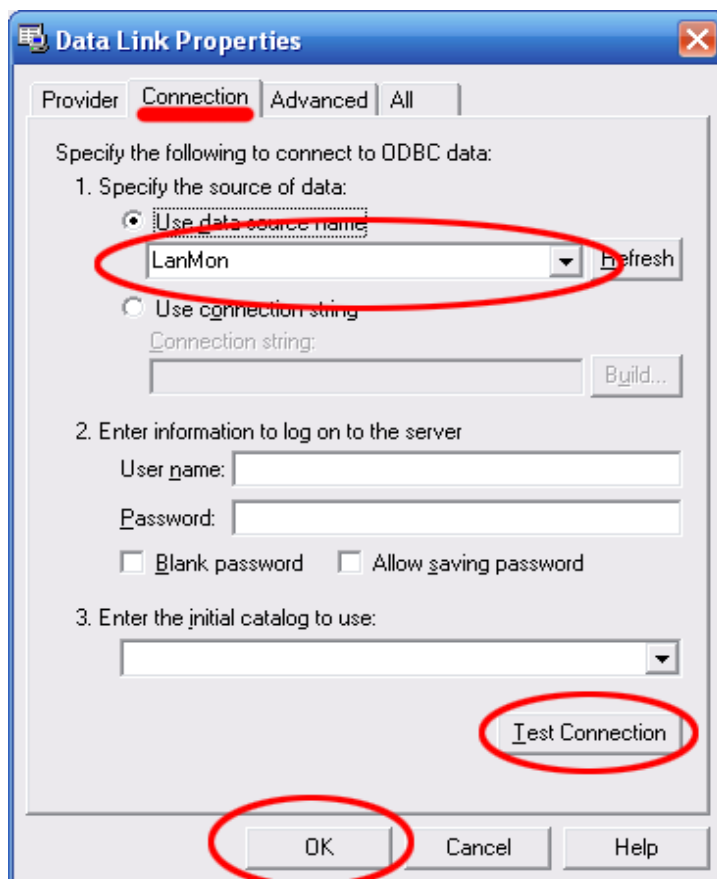 Data Link Properties
Provider Connection Advanced All
Specify the following to connect to ODBC data:
1. Specify the source of data:
Use data source name
LanMon Refresh
Use connection string
Connection string:
Build...
2. Enter information to log on to the server
User name:
Password:
Blank password Allow saving password
3. Enter the initial catalog to use:
Test Connection
OK Cancel Help